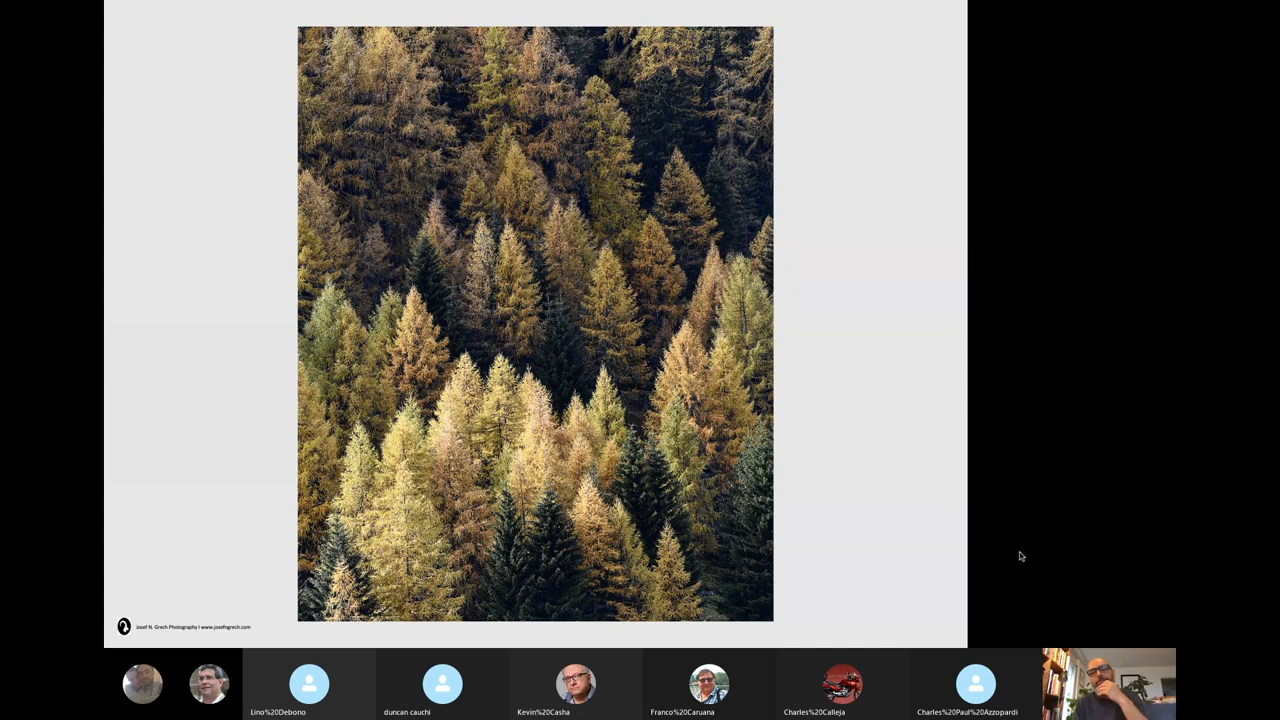 Josef N. Grech Photography I www.josefngrech.com
Lino%20Debono
duncan cauchi
Kevin%20Casha
Franco%20Caruana
Charles%20Calleja
Charles%20Paul%20Azzopardi